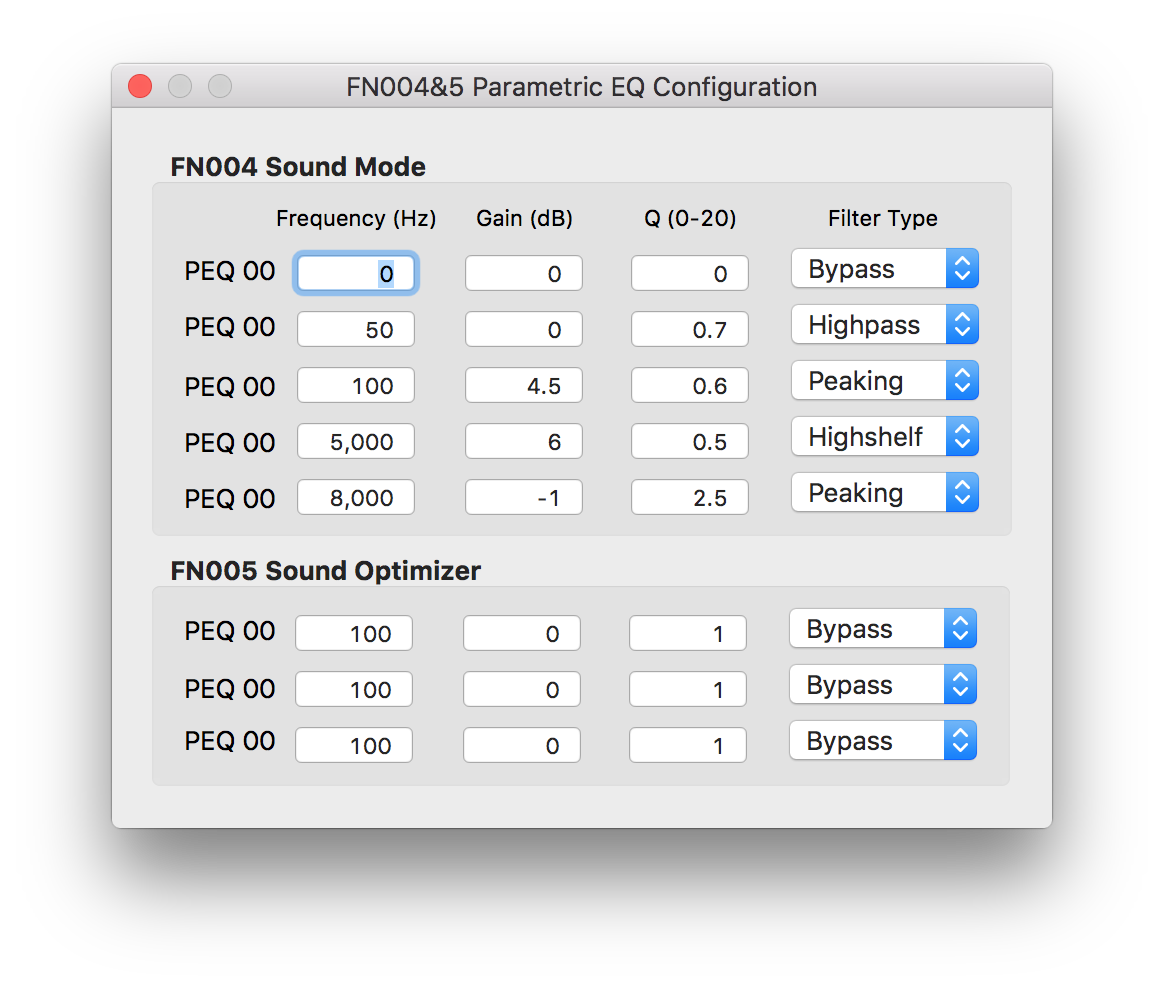 FN004&5 Parametric EQ Configuration
FN004 Sound Mode
Frequency (Hz) Gain (dB) Q (0-20) Filter Type
PEQ 00 0 0 0 Bypass
PEQ 00 50 0 0.7 Highpass
PEQ 00 100 4.5 0.6 Peaking
PEQ 00 5,000 6 0.5 Highshelf
PEQ 00 8,000 -1 2.5 Peaking
FN005 Sound Optimizer
PEQ 00 100 0 1 Bypass
PEQ 00 100 0 1 Bypass
PEQ 00 100 0 1 Bypass